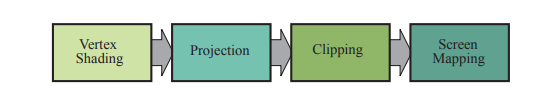 Vertex
Shading
Projection
Clipping
Screen
Mapping